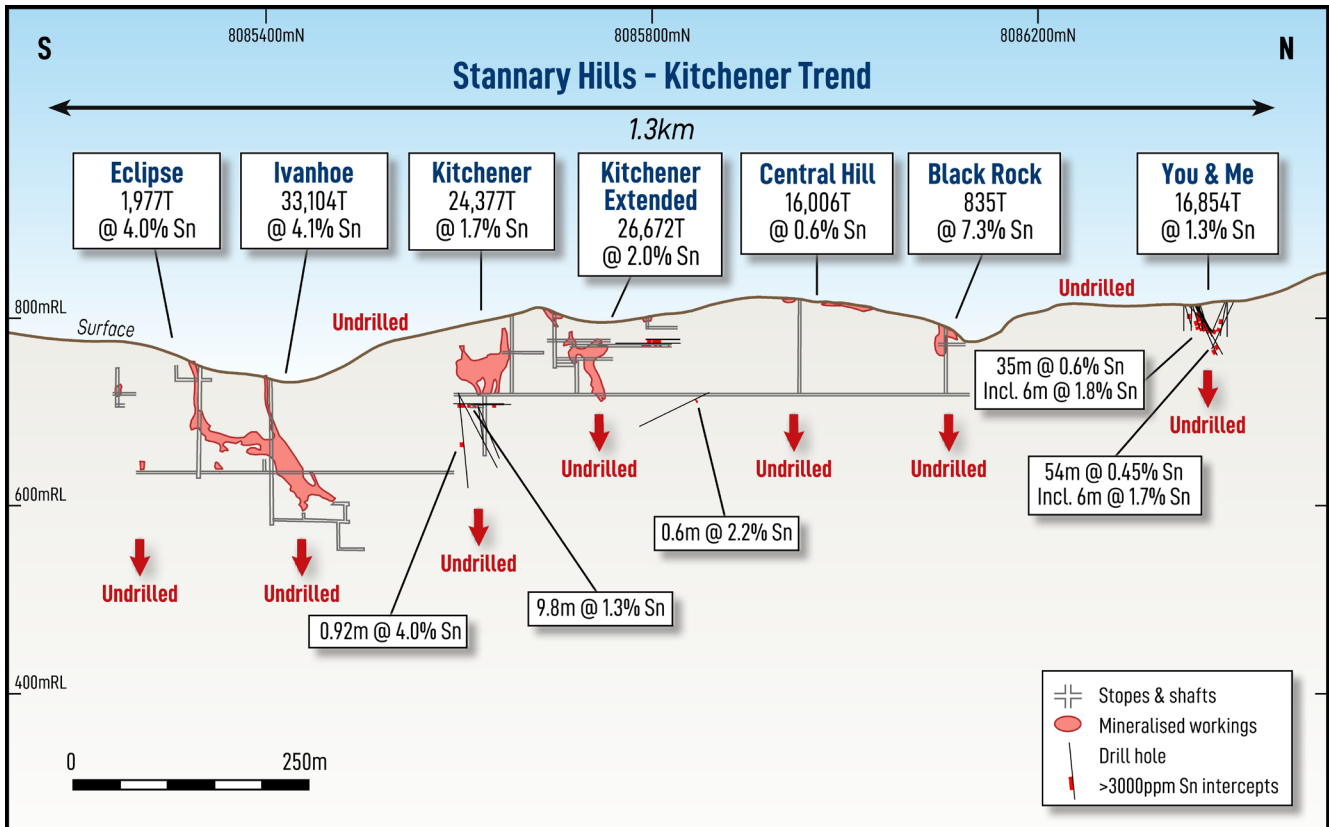 S
8085400mN
8085800mN
8086200mN
N
Stannary Hills - Kitchener Trend
1.3km
Eclipse
1,977T
@ 4.0% Sn
Ivanhoe
33,104T
@ 4.1% Sn
Kitchener
24,377T
@ 1.7% Sn
Kitchener
Extended
26,672T
@ 2.0% Sn
Central Hill
16,006T
@ 0.6% Sn
Black Rock
835T
@ 7.3% Sn
You & Me
16,854T
@ 1.3% Sn
800mRL
Surface
Undrilled
Undrilled
35m @ 0.6% Sn
Incl. 6m @ 1.8% Sn
Undrilled
54m @ 0.45% Sn
Incl. 6m @ 1.7% Sn
Undrilled
Undrilled
Undrilled
600mRL
0.6m @ 2.2% Sn
Undrilled
Undrilled
Undrilled
9.8m @ 1.3% Sn
0.92m @ 4.0% Sn
400mRL
0
250m
Stopes & shafts
Mineralised workings
Drill hole
>3000ppm Sn intercepts